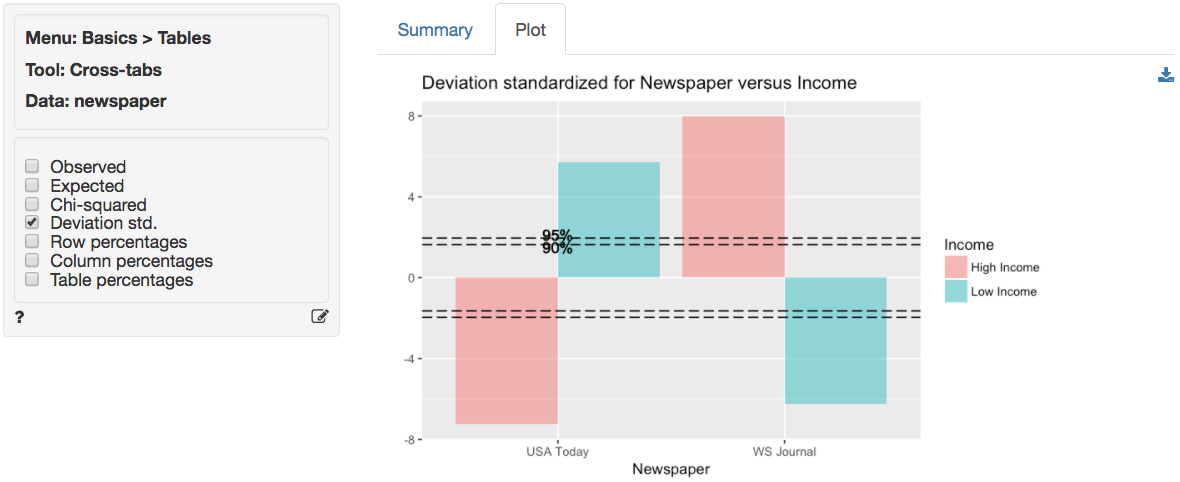 Menu: Basics > Tables
Tool: Cross-tabs
Data: newspaper
Observed
Expected
Chi-squared
Deviation std.
Row percentages
Column percentages
Table percentages
?
Summary
Plot
Deviation standardized for Newspaper versus Income
8
4
0
-4
-8
95%
90%
USA Today
WS Journal
Newspaper
Income
High Income
Low Income